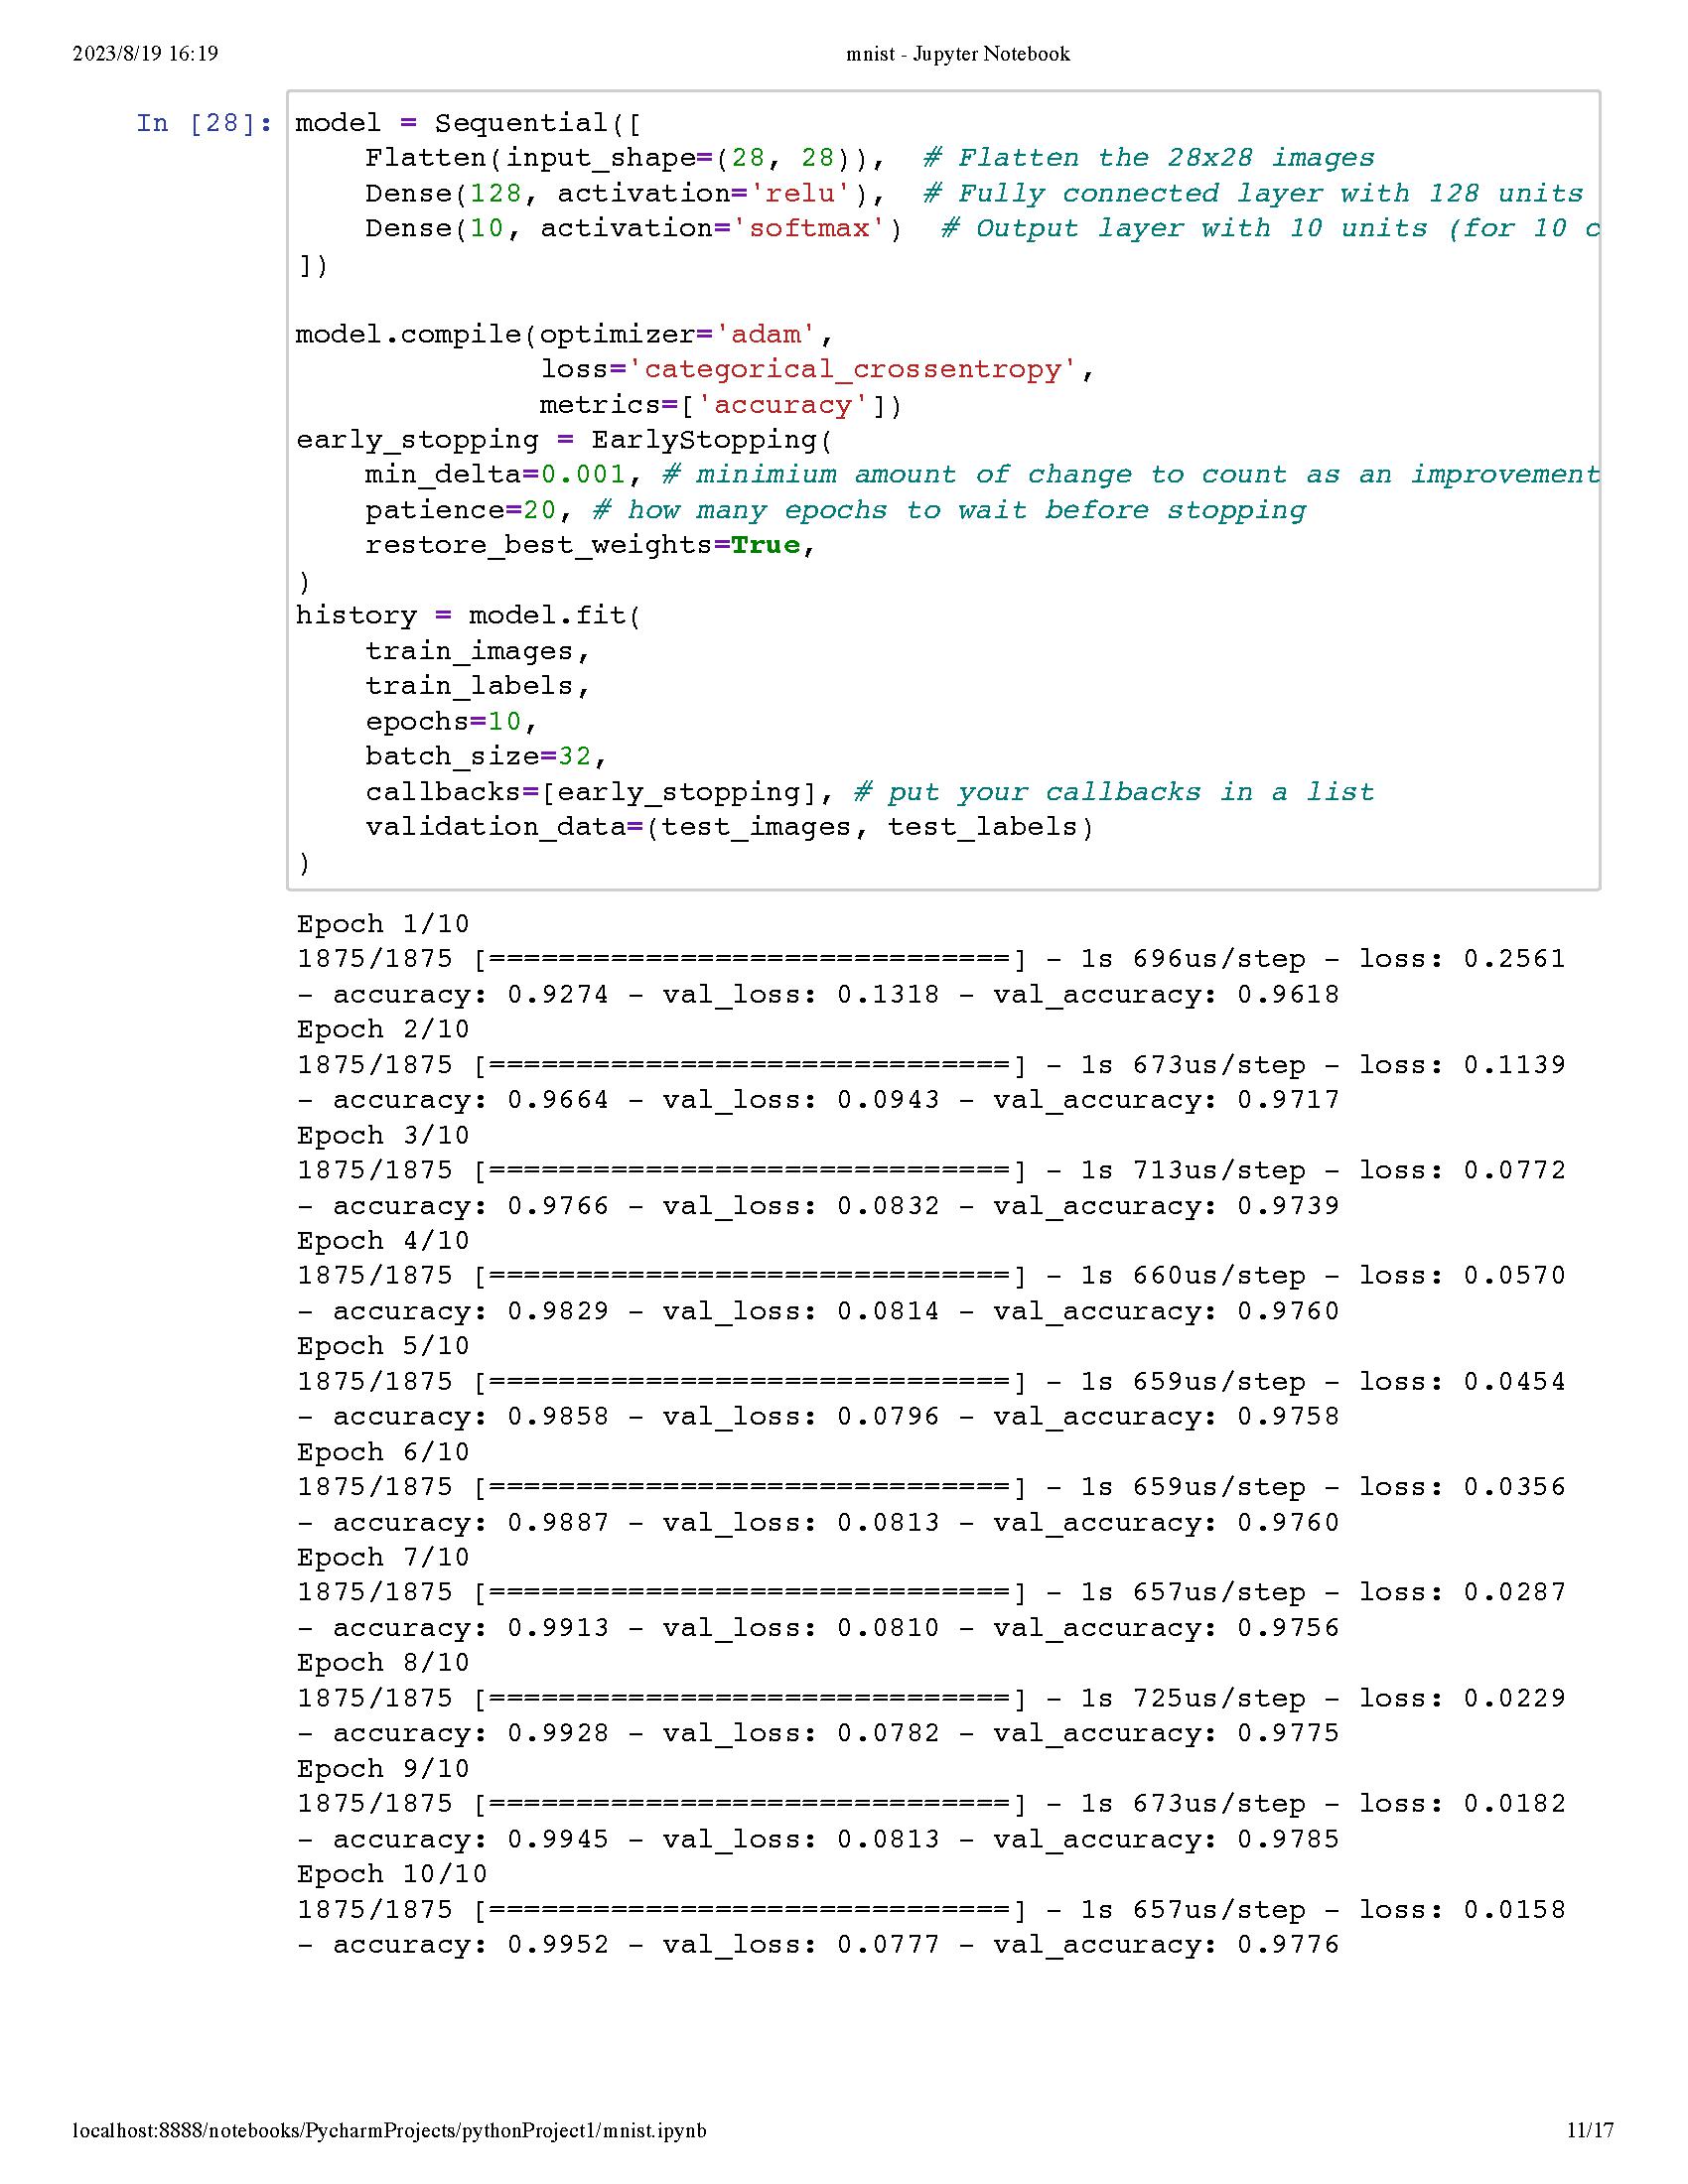 2023/8/19 16:19
mnist - Jupyter Notebook
In [28]:
model = Sequential([
    Flatten(input_shape=(28, 28)),  # Flatten the 28x28 images
    Dense(128, activation='relu'),  # Fully connected layer with 128 units
    Dense(10, activation='softmax')  # Output layer with 10 units (for 10 c
])

model.compile(optimizer='adam',
              loss='categorical_crossentropy',
              metrics=['accuracy'])
early_stopping = EarlyStopping(
    min_delta=0.001, # minimium amount of change to count as an improvement
    patience=20, # how many epochs to wait before stopping
    restore_best_weights=True,
)
history = model.fit(
    train_images,
    train_labels,
    epochs=10,
    batch_size=32,
    callbacks=[early_stopping], # put your callbacks in a list
    validation_data=(test_images, test_labels)
)
Epoch 1/10
1875/1875 [==============================] - 1s 696us/step - loss: 0.2561
- accuracy: 0.9274 - val_loss: 0.1318 - val_accuracy: 0.9618
Epoch 2/10
1875/1875 [==============================] - 1s 673us/step - loss: 0.1139
- accuracy: 0.9664 - val_loss: 0.0943 - val_accuracy: 0.9717
Epoch 3/10
1875/1875 [==============================] - 1s 713us/step - loss: 0.0772
- accuracy: 0.9766 - val_loss: 0.0832 - val_accuracy: 0.9739
Epoch 4/10
1875/1875 [==============================] - 1s 660us/step - loss: 0.0570
- accuracy: 0.9829 - val_loss: 0.0814 - val_accuracy: 0.9760
Epoch 5/10
1875/1875 [==============================] - 1s 659us/step - loss: 0.0454
- accuracy: 0.9858 - val_loss: 0.0796 - val_accuracy: 0.9758
Epoch 6/10
1875/1875 [==============================] - 1s 659us/step - loss: 0.0356
- accuracy: 0.9887 - val_loss: 0.0813 - val_accuracy: 0.9760
Epoch 7/10
1875/1875 [==============================] - 1s 657us/step - loss: 0.0287
- accuracy: 0.9913 - val_loss: 0.0810 - val_accuracy: 0.9756
Epoch 8/10
1875/1875 [==============================] - 1s 725us/step - loss: 0.0229
- accuracy: 0.9928 - val_loss: 0.0782 - val_accuracy: 0.9775
Epoch 9/10
1875/1875 [==============================] - 1s 673us/step - loss: 0.0182
- accuracy: 0.9945 - val_loss: 0.0813 - val_accuracy: 0.9785
Epoch 10/10
1875/1875 [==============================] - 1s 657us/step - loss: 0.0158
- accuracy: 0.9952 - val_loss: 0.0777 - val_accuracy: 0.9776
localhost:8888/notebooks/PycharmProjects/pythonProject1/mnist.ipynb
11/17